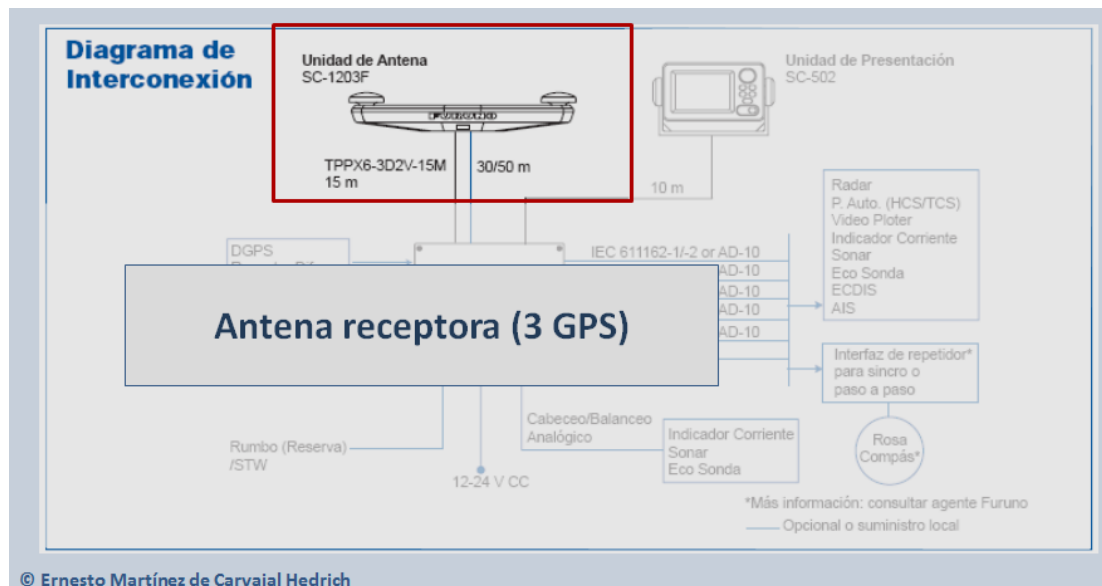 Diagrama de
Interconexión
Unidad de Antena
SC-1203F
FURUNO
Unidad de Presentación
SC-502
TPPX6-3D2V-15M
15 m
30/50 m
10 m
DGPS
IEC 611162-1/-2 or AD-10
AD-10
AD-10
AD-10
AD-10
Radar
P. Auto. (HCS/TCS)
Video Ploter
Indicador Corriente
Sonar
Eco Sonda
ECDIS
AIS
Antena receptora (3 GPS)
Interfaz de repetidor*
para sincro o
paso a paso
Rumbo (Reserva)
/STW
12-24 V CC
Cabeceo/Balanceo
Analógico
Indicador Corriente
Sonar
Eco Sonda
Rosa
Compás*
*Más información: consultar agente Furuno
Opcional o suministro local
© Ernesto Martínez de Carvajal Hedrich